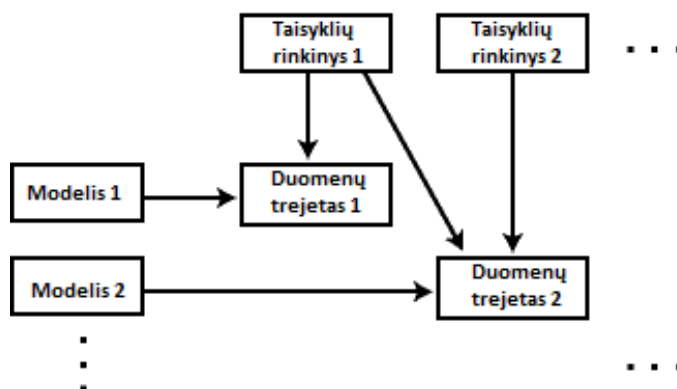 Taisyklių
rinkinys 1
Taisyklių
rinkinys 2
Modelis 1
Duomenų
trejetas 1
Modelis 2
Duomenų
trejetas 2